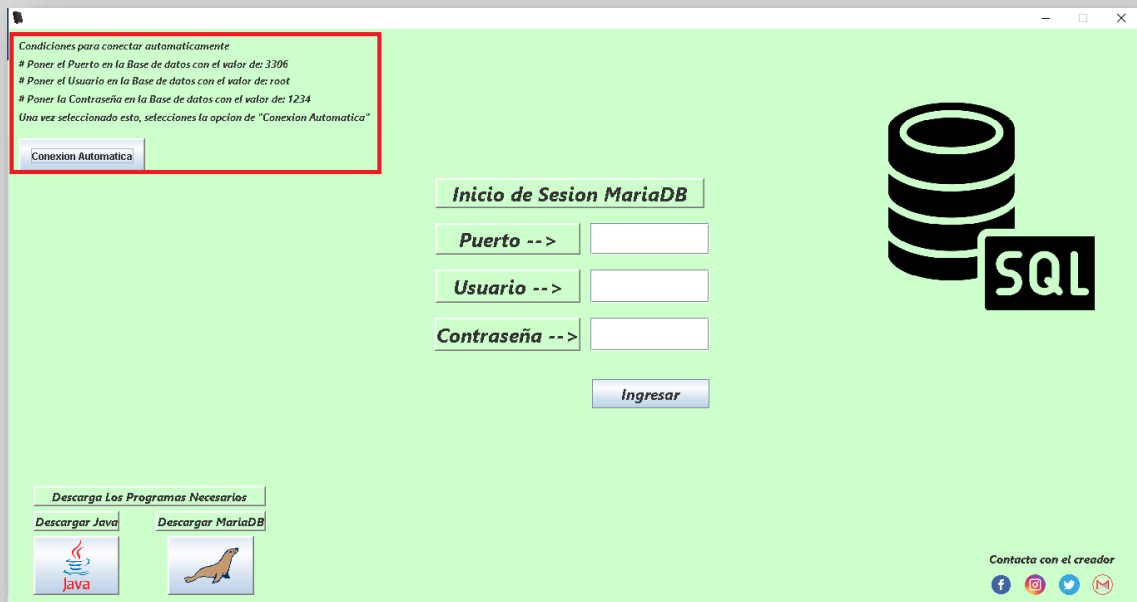 Condiciones para conectar automaticamente
# Poner el Puerto en la Base de datos con el valor de: 3306
# Poner el Usuario en la Base de datos con el valor de: root
# Poner la Contraseña en la Base de datos con el valor de: 1234
Una vez seleccionado esto, selecciones la opcion de "Conexion Automatica"
Conexion Automatica
Inicio de Sesion MariaDB
Puerto -->
Usuario -->
Contraseña -->
Ingresar
SQL
Descarga Los Programas Necesarios
Descargar Java
Descargar MariaDB
Java
Contacta con el creador